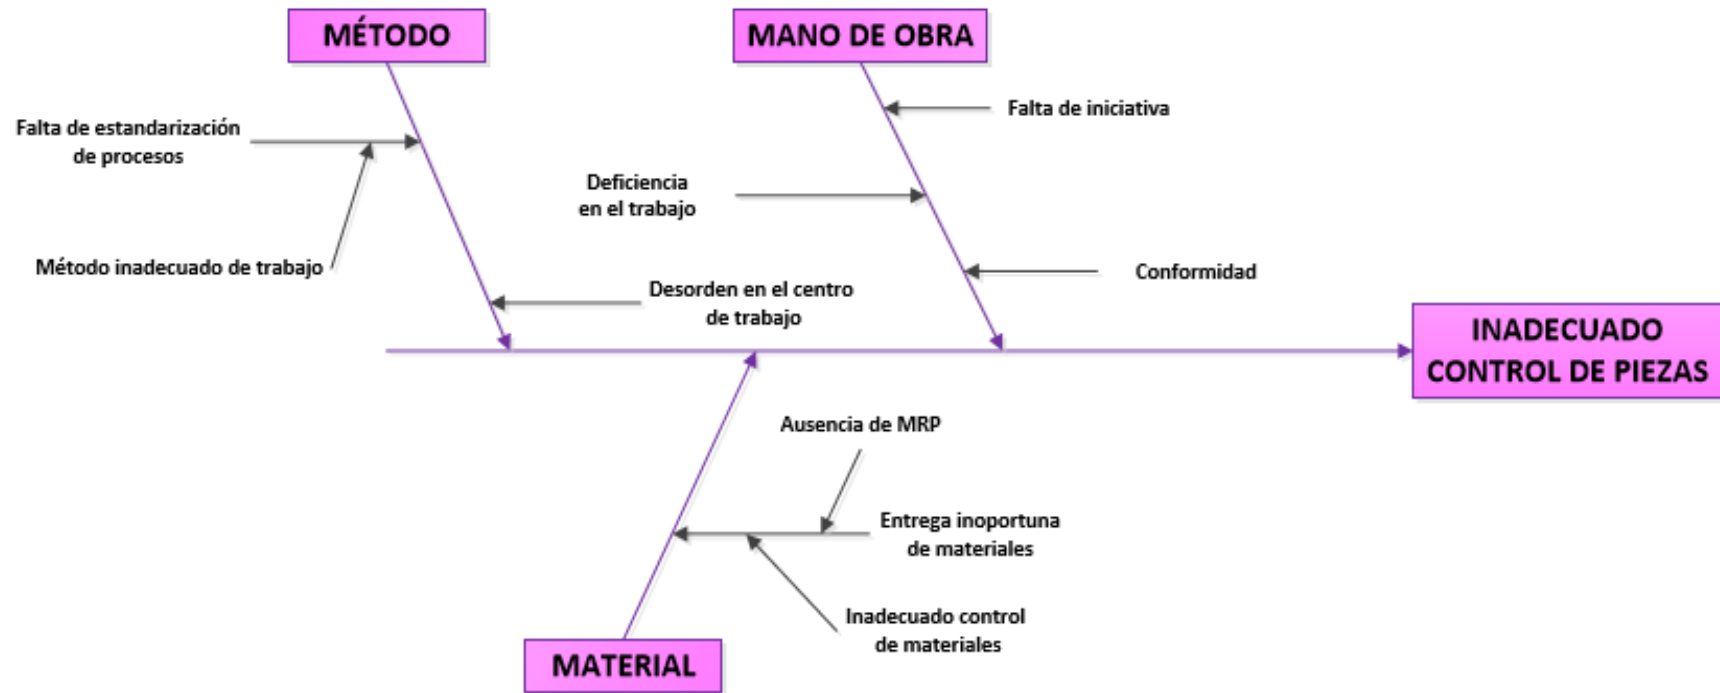 MÉTODO
MANO DE OBRA
Falta de iniciativa
Falta de estandarización
de procesos
Deficiencia
en el trabajo
Método inadecuado de trabajo
Conformidad
Desorden en el centro
de trabajo
INADECUADO
CONTROL DE PIEZAS
Ausencia de MRP
Entrega inoportuna
de materiales
Inadecuado control
de materiales
MATERIAL